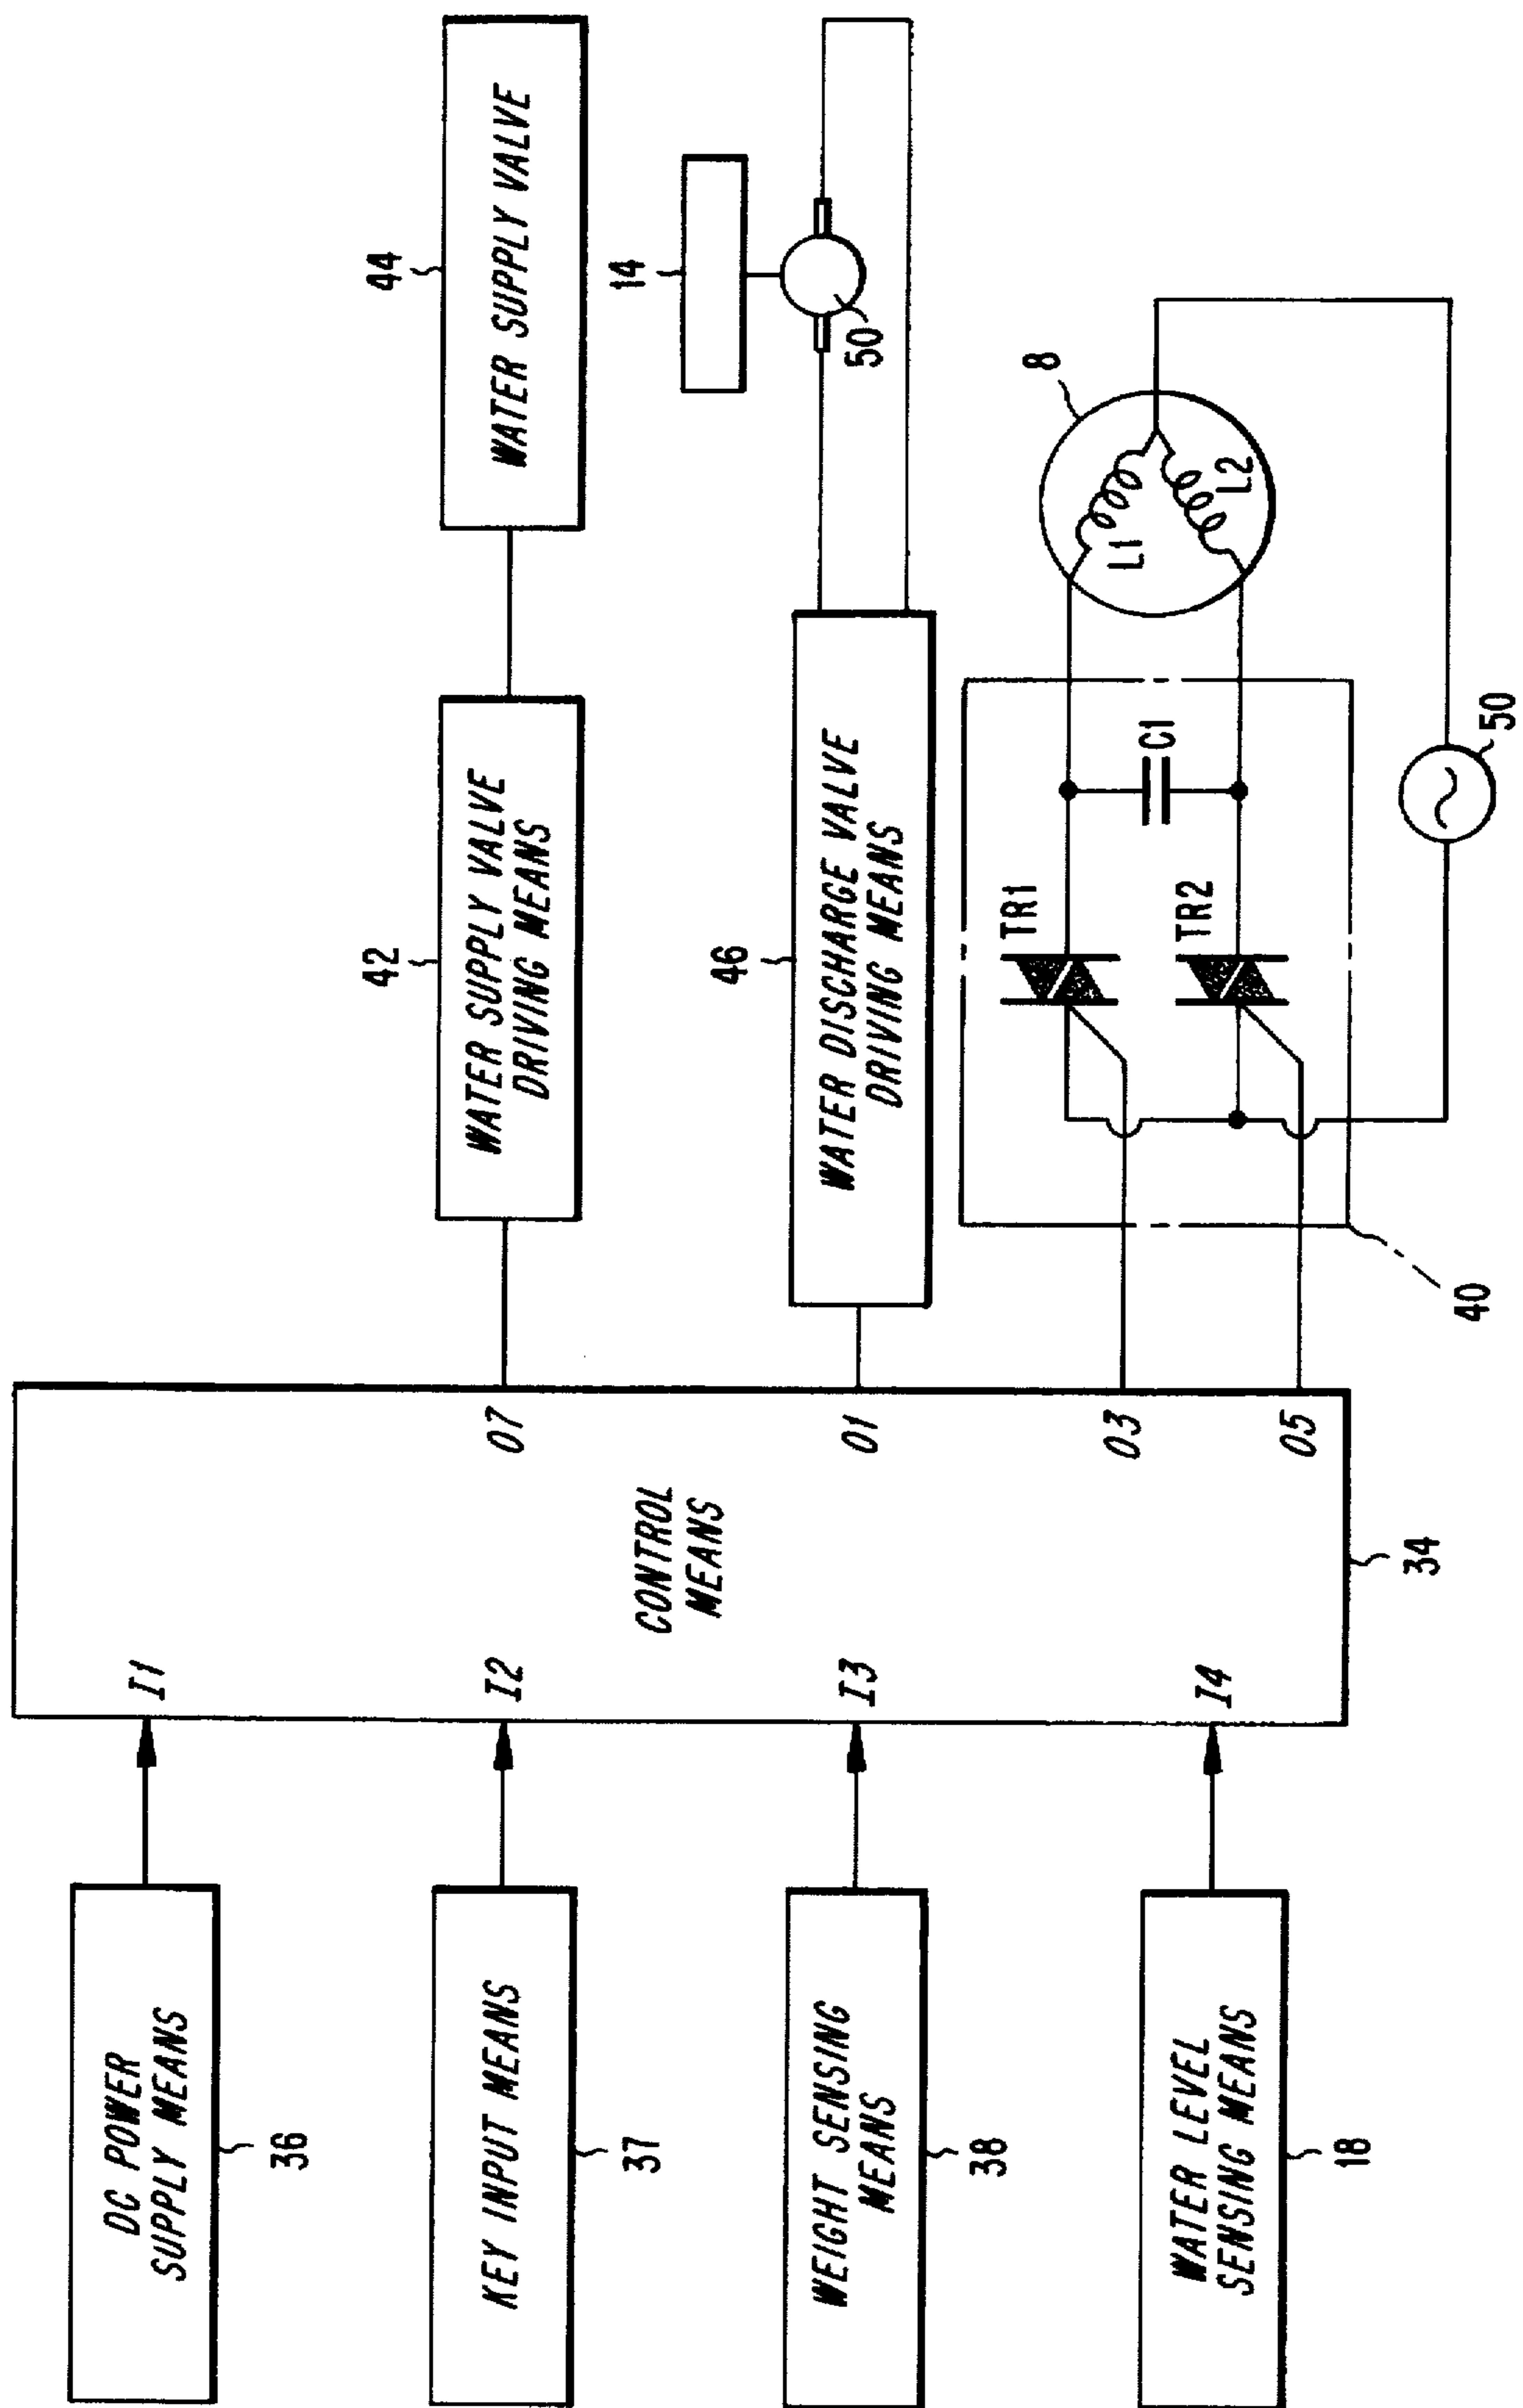 DC POWER
SUPPLY MEANS
36
KEY INPUT MEANS
37
WEIGHT SENSING
MEANS
38
WATER LEVEL
SENSING MEANS
18
I1
I2
I3
I4
CONTROL
MEANS
34
O7
O1
O3
O5
42
WATER SUPPLY VALVE
DRIVING MEANS
44
WATER SUPPLY VALVE
46
WATER DISCHARGE VALVE
DRIVING MEANS
14
50
TR1
TR2
C1
40
8
L1
L2
50